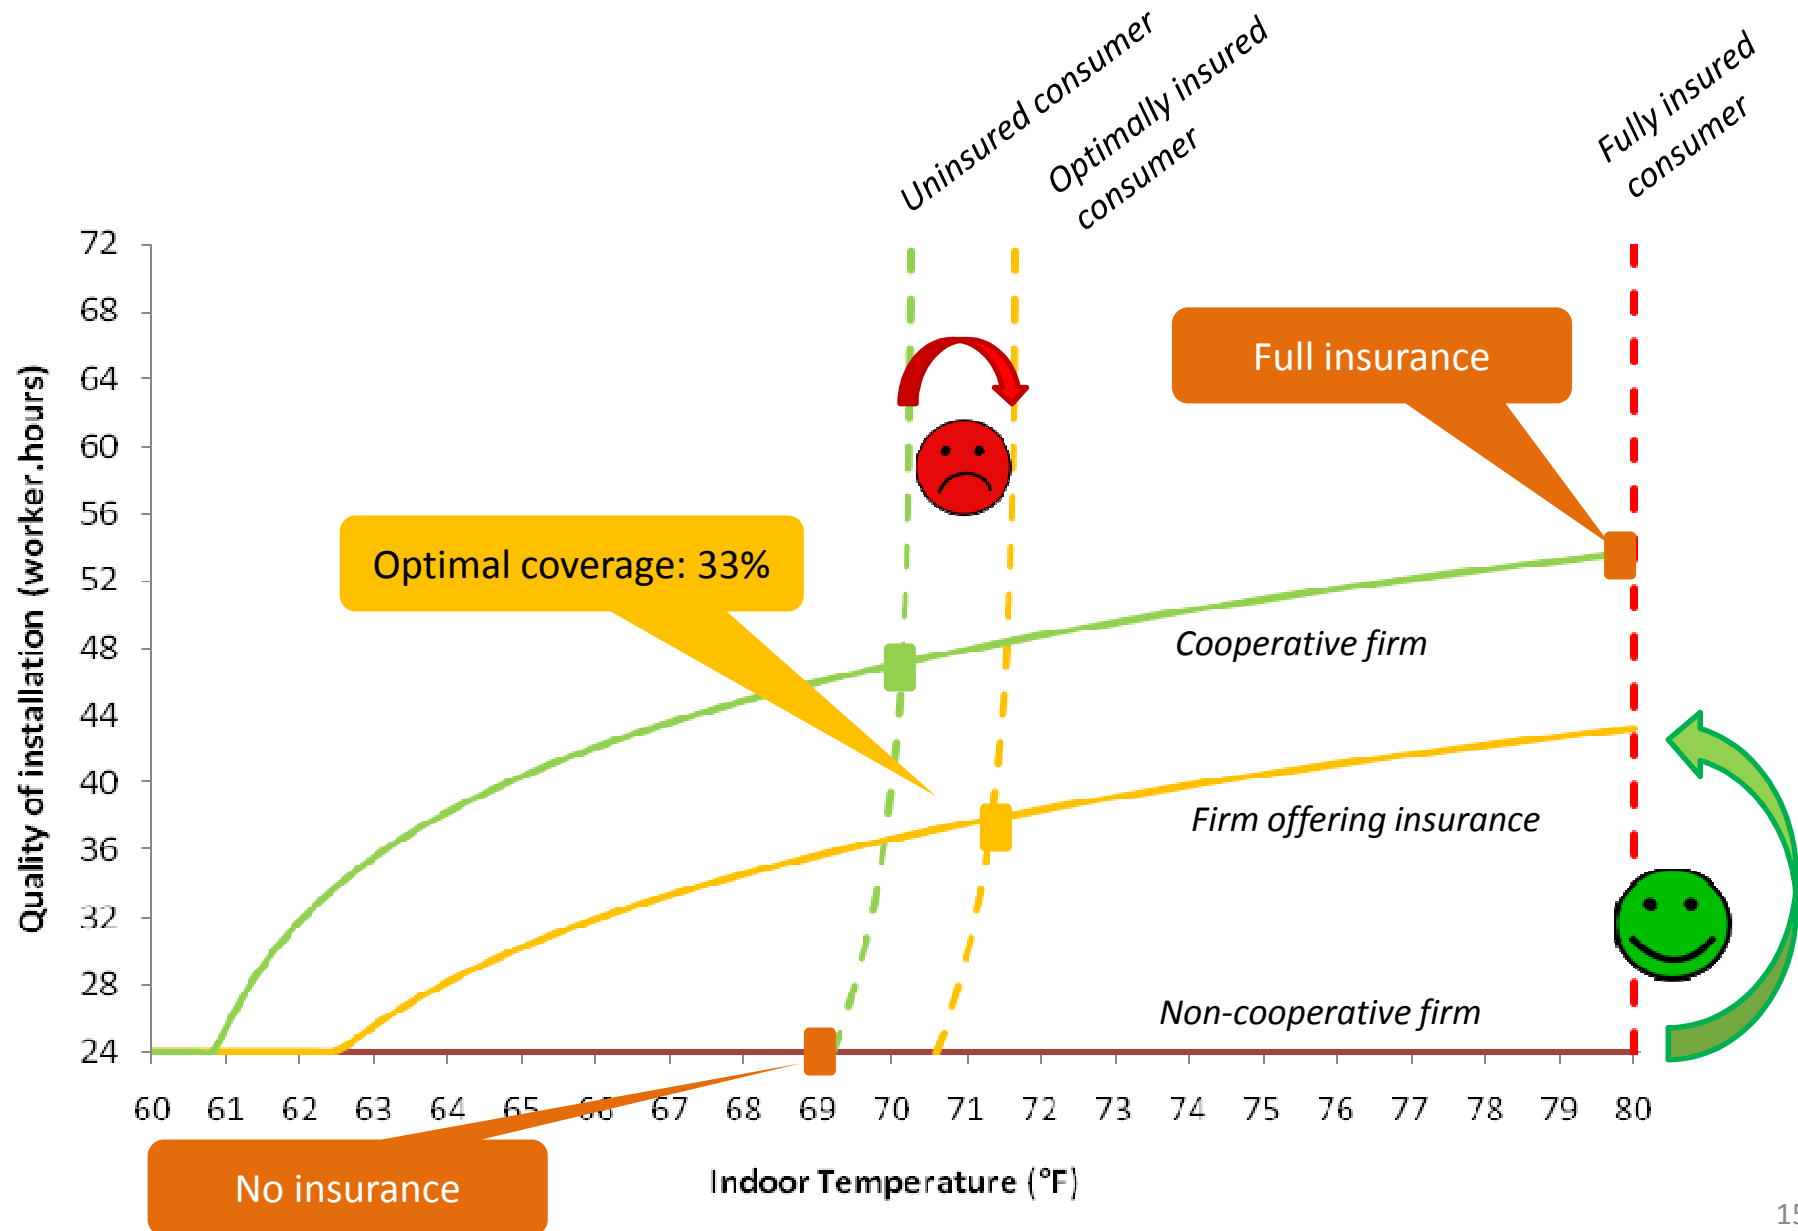 Uninsured consumer
Optimally insured
consumer
Fully insured
consumer
Quality of installation (worker.hours)
72
68
64
60
56
52
48
44
40
36
32
28
24
Full insurance
Optimal coverage: 33%
Cooperative firm
Firm offering insurance
Non-cooperative firm
60 61 62 63 64 65 66 67 68 69 70 71 72 73 74 75 76 77 78 79 80
No insurance
Indoor Temperature (°F)
15